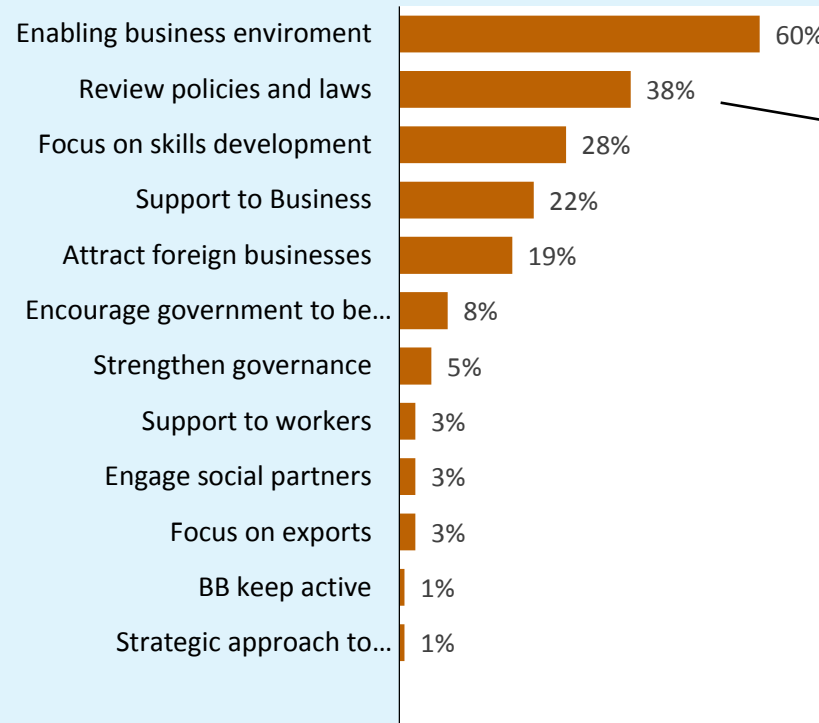 Enabling business enviroment 60%
Review policies and laws 38%
Focus on skills development 28%
Support to Business 22%
Attract foreign businesses 19%
Encourage government to be... 8%
Strengthen governance 5%
Support to workers 3%
Engage social partners 3%
Focus on exports 3%
BB keep active 1%
Strategic approach to... 1%